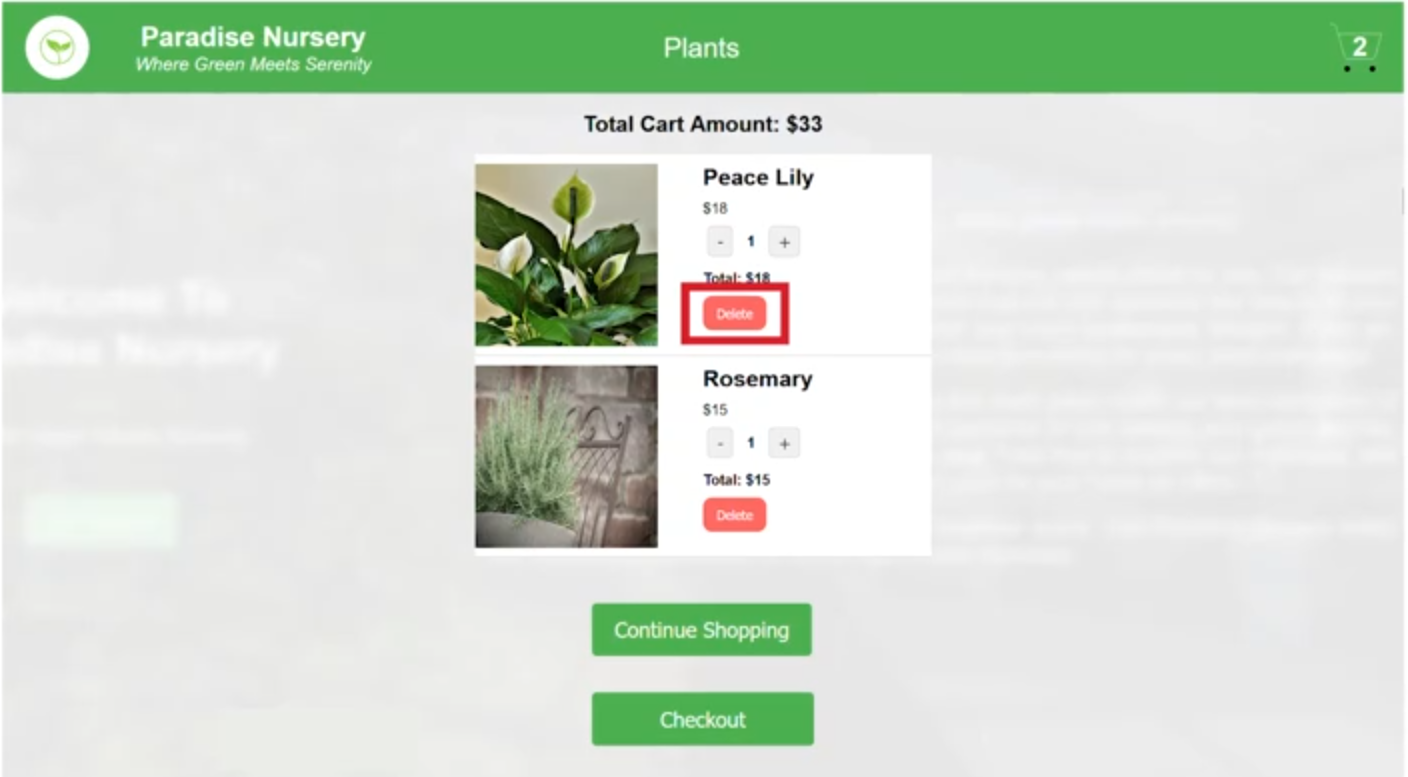 Paradise Nursery
Where Green Meets Serenity
Plants
2
Total Cart Amount: $33
Peace Lily
$18
- 1 +
Total: $18
Delete
Rosemary
$15
- 1 +
Total: $15
Delete
Continue Shopping
Checkout